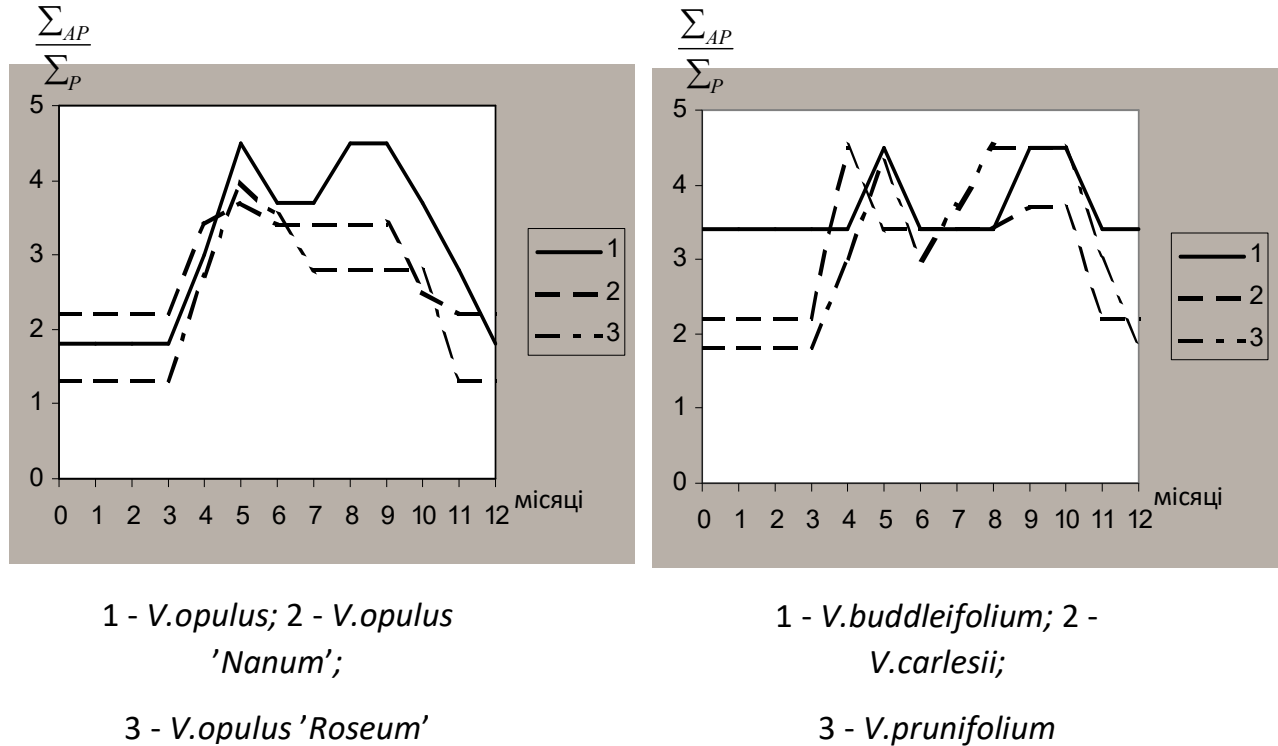 ∑AP
∑P
5
4
3
2
1
0
0 1 2 3 4 5 6 7 8 9 10 11 12
місяці
1
2
3
1 - V.opulus; 2 - V.opulus
’Nanum’;
3 - V.opulus ’Roseum’
∑AP
∑P
5
4
3
2
1
0
0 1 2 3 4 5 6 7 8 9 10 11 12
місяці
1
2
3
1 - V.buddleifolium; 2 -
V.carlesii;
3 - V.prunifolium